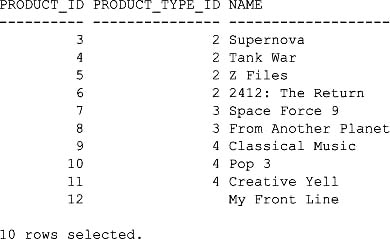 PRODUCT_ID PRODUCT_TYPE_ID NAME
---------- --------------- -------------------
3 2 Supernova
4 2 Tank War
5 2 Z Files
6 2 2412: The Return
7 3 Space Force 9
8 3 From Another Planet
9 4 Classical Music
10 4 Pop 3
11 4 Creative Yell
12 My Front Line
10 rows selected.